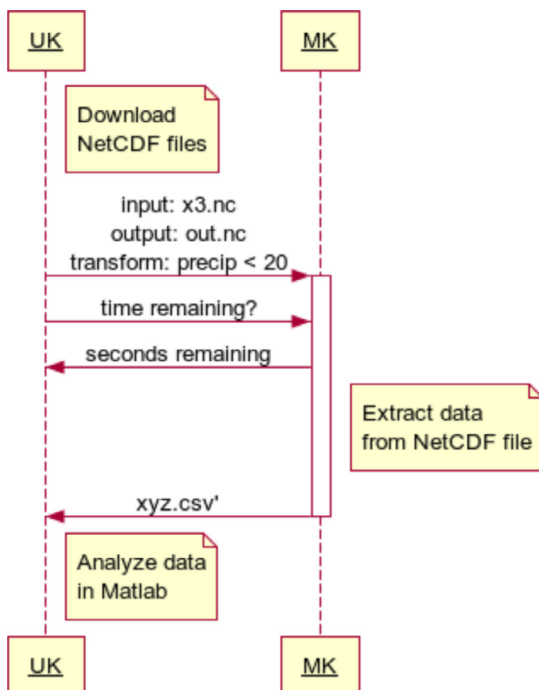 UK
MK
Download
NetCDF files
input: x3.nc
output: out.nc
transform: precip < 20
time remaining?
seconds remaining
Extract data
from NetCDF file
xyz.csv'
Analyze data
in Matlab
UK
MK